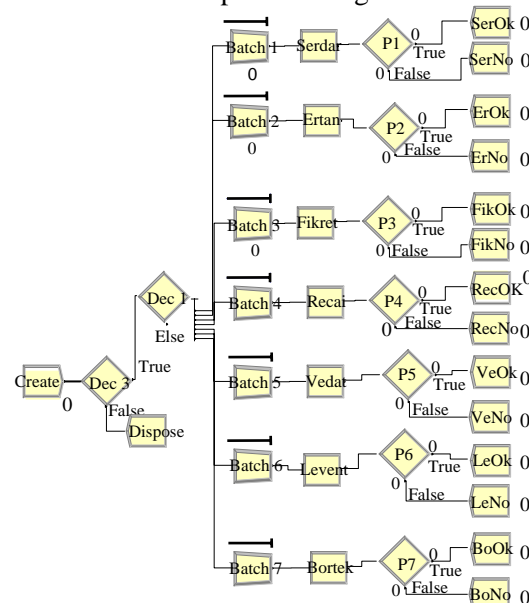 Batch 1 Serdar P1 0 True SerOk 0
0 0 False SerNo 0
Batch 2 Ertan P2 0 True ErOk 0
0 0 False ErNo 0
Batch 3 Fikret P3 0 True FikOk 0
0 0 False FikNo 0
Dec 1 Batch 4 Recai P4 0 True RecOK 0
Else 0 False RecNo 0
Create 0 Dec 3 True Batch 5 Vedat P5 0 True VeOk 0
False Dispose 0 False VeNo 0
Batch 6 Levent P6 0 True LeOk 0
0 False LeNo 0
Batch 7 Bortek P7 0 True BoOk 0
0 False BoNo 0